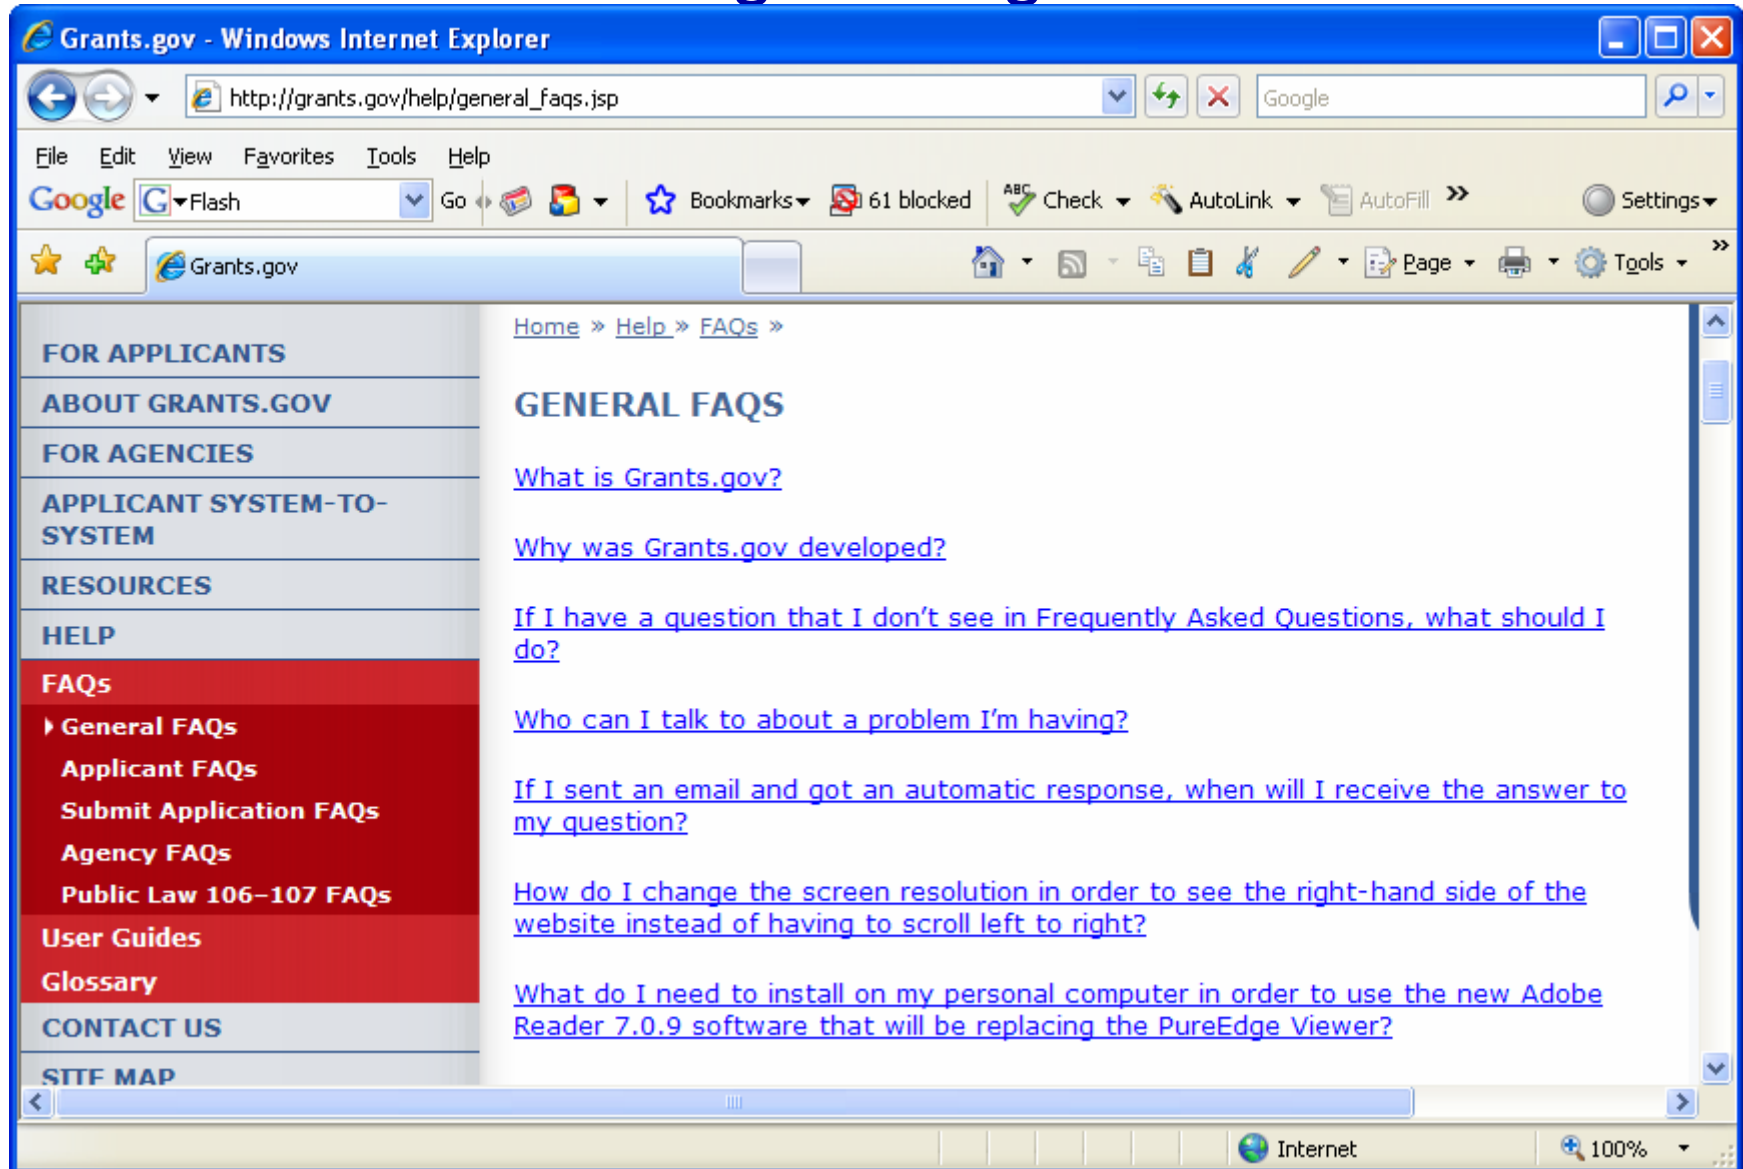 Grants.gov - Windows Internet Explorer
http://grants.gov/help/general_faqs.jsp
Google
File Edit View Favorites Tools Help
Google G Flash Go Bookmarks 61 blocked ABC Check AutoLink AutoFill » Settings
Grants.gov Page Tools »
FOR APPLICANTS
ABOUT GRANTS.GOV
FOR AGENCIES
APPLICANT SYSTEM-TO-
SYSTEM
RESOURCES
HELP
FAQs
General FAQs
Applicant FAQs
Submit Application FAQs
Agency FAQs
Public Law 106–107 FAQs
User Guides
Glossary
CONTACT US
SITE MAP
Home » Help » FAQs »
GENERAL FAQS
What is Grants.gov?
Why was Grants.gov developed?
If I have a question that I don’t see in Frequently Asked Questions, what should I
do?
Who can I talk to about a problem I’m having?
If I sent an email and got an automatic response, when will I receive the answer to
my question?
How do I change the screen resolution in order to see the right-hand side of the
website instead of having to scroll left to right?
What do I need to install on my personal computer in order to use the new Adobe
Reader 7.0.9 software that will be replacing the PureEdge Viewer?
Internet 100%